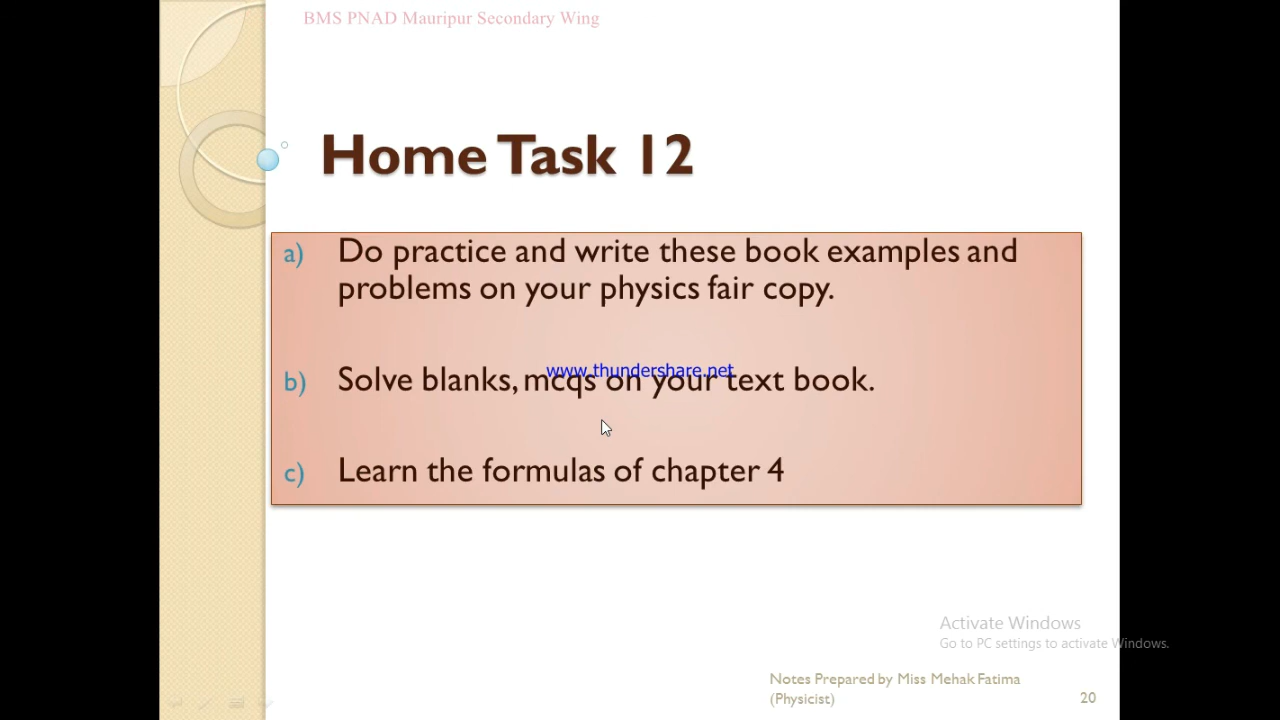 BMS PNAD Mauripur Secondary Wing
Home Task 12
a) Do practice and write these book examples and
problems on your physics fair copy.
www.thundershare.net
b) Solve blanks, mcqs on your text book.
c) Learn the formulas of chapter 4
Activate Windows
Go to PC settings to activate Windows.
Notes Prepared by Miss Mehak Fatima
(Physicist)
20